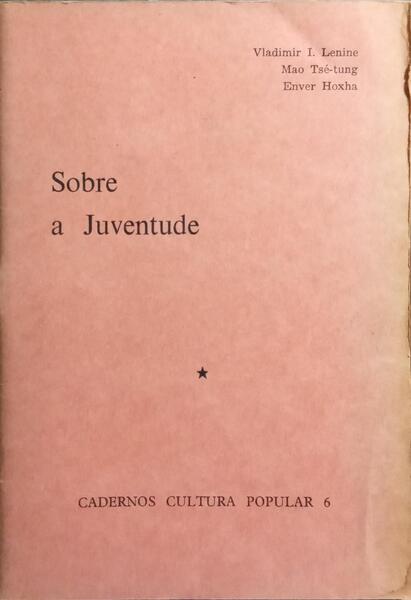 Vladimir I. Lenine
Mao Tsé-tung
Enver Hoxha
Sobre
a Juventude
CADERNOS CULTURA POPULAR 6